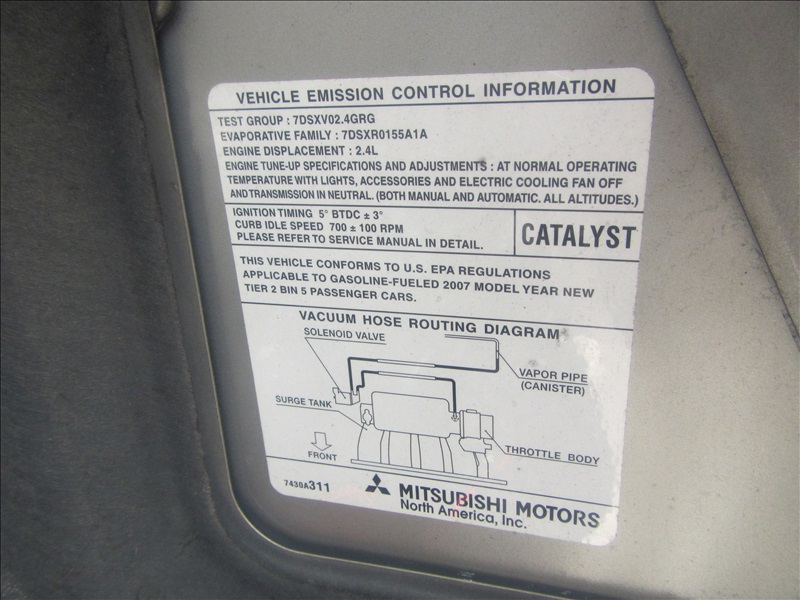 VEHICLE EMISSION CONTROL INFORMATION
TEST GROUP : 7DSXV02.4GRG
EVAPORATIVE FAMILY : 7DSXR0155A1A
ENGINE DISPLACEMENT : 2.4L
ENGINE TUNE-UP SPECIFICATIONS AND ADJUSTMENTS : AT NORMAL OPERATING
TEMPERATURE WITH LIGHTS, ACCESSORIES AND ELECTRIC COOLING FAN OFF
AND TRANSMISSION IN NEUTRAL. (BOTH MANUAL AND AUTOMATIC. ALL ALTITUDES.)
IGNITION TIMING 5° BTDC ± 3°
CURB IDLE SPEED 700 ± 100 RPM
PLEASE REFER TO SERVICE MANUAL IN DETAIL.
CATALYST
THIS VEHICLE CONFORMS TO U.S. EPA REGULATIONS
APPLICABLE TO GASOLINE-FUELED 2007 MODEL YEAR NEW
TIER 2 BIN 5 PASSENGER CARS.
VACUUM HOSE ROUTING DIAGRAM
SOLENOID VALVE
VAPOR PIPE
(CANISTER)
SURGE TANK
THROTTLE BODY
FRONT
7430A311
MITSUBISHI MOTORS
North America, Inc.